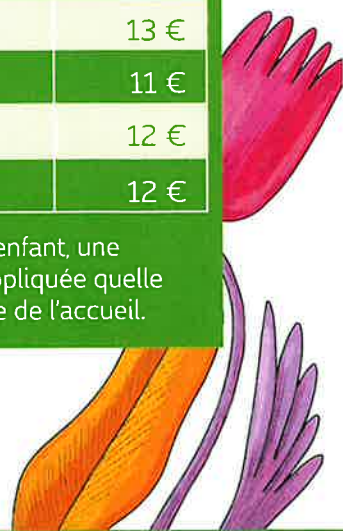 13 €
11 €
12 €
12 €
enfant, une
pliquée quelle
e de l'accueil.